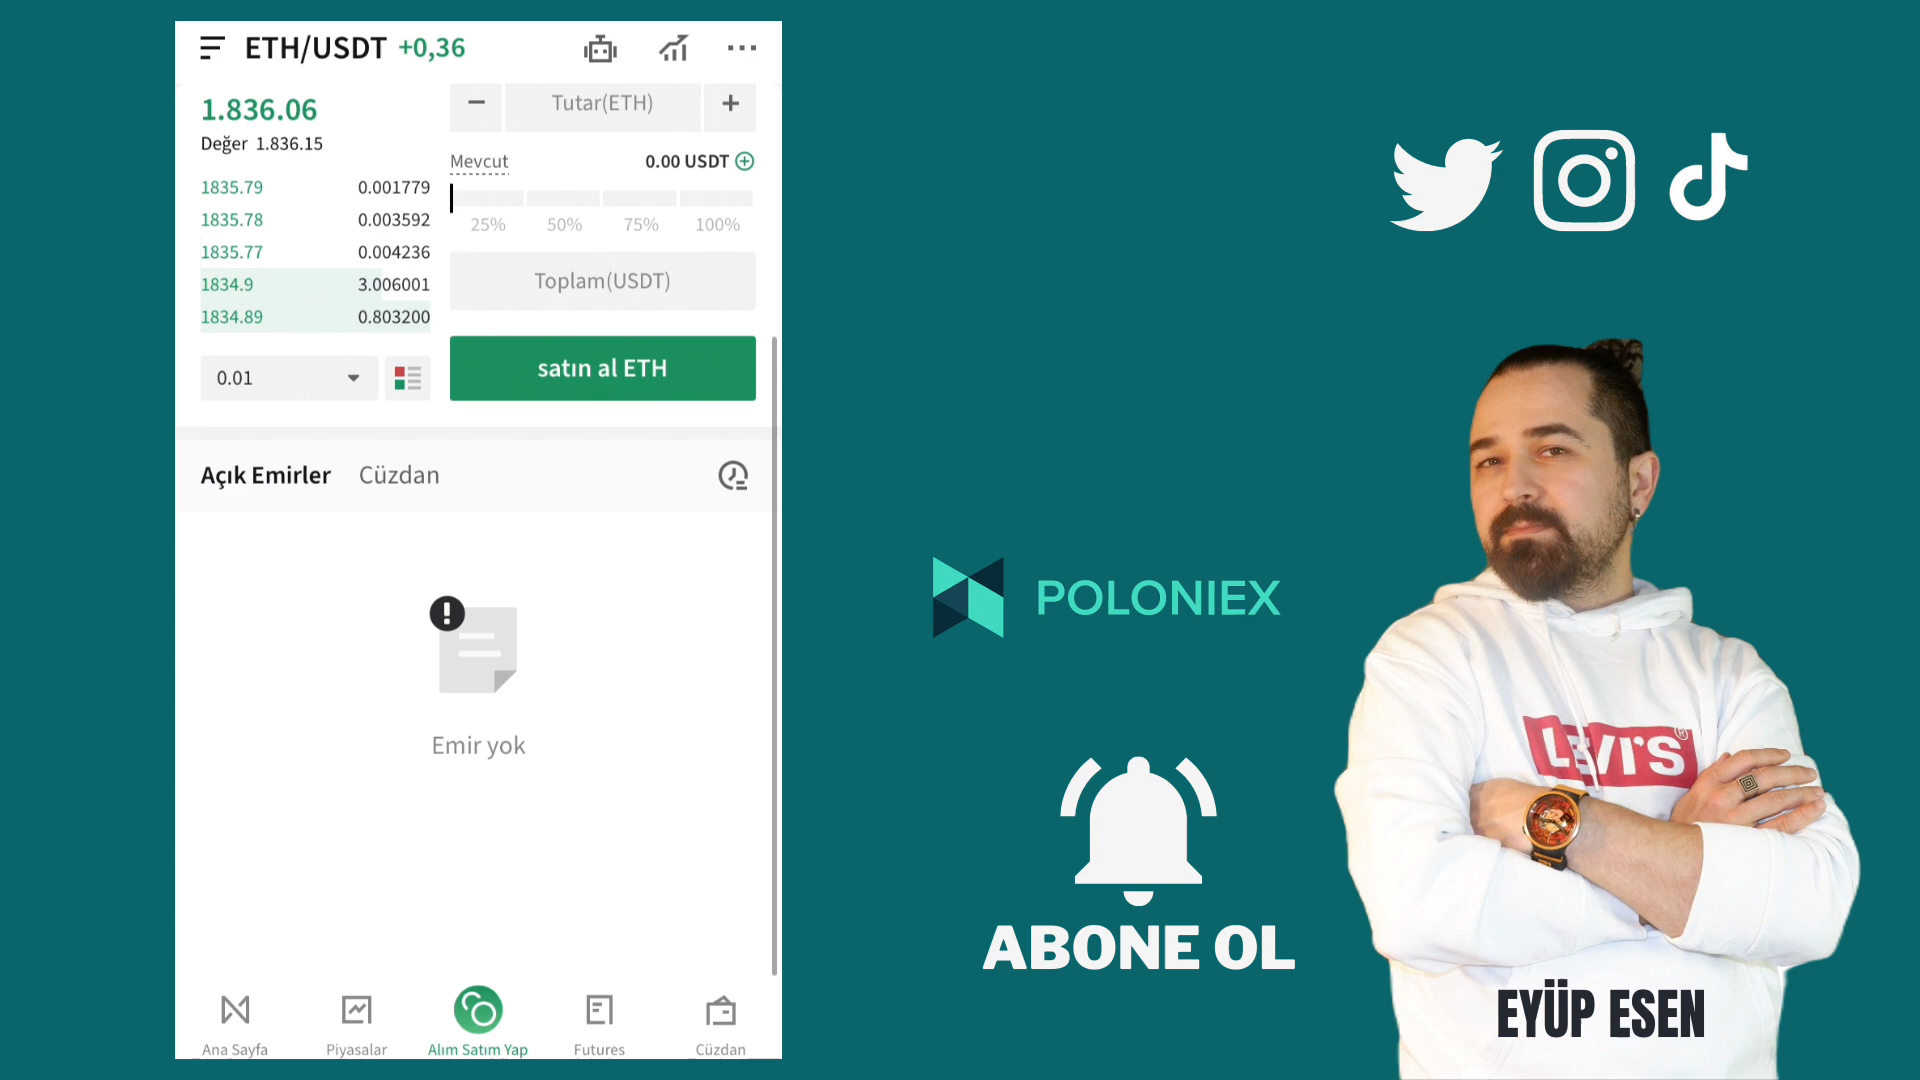 ETH/USDT +0,36
1.836.06
Değer 1.836.15
1835.79 0.001779
1835.78 0.003592
1835.77 0.004236
1834.9 3.006001
1834.89 0.803200
0.01
− Tutar(ETH) +
Mevcut 0.00 USDT
25% 50% 75% 100%
Toplam(USDT)
satın al ETH
Açık Emirler Cüzdan
Emir yok
Ana Sayfa Piyasalar Alım Satım Yap Futures Cüzdan
POLONIEX
ABONE OL
LEVI'S®
EYÜP ESEN